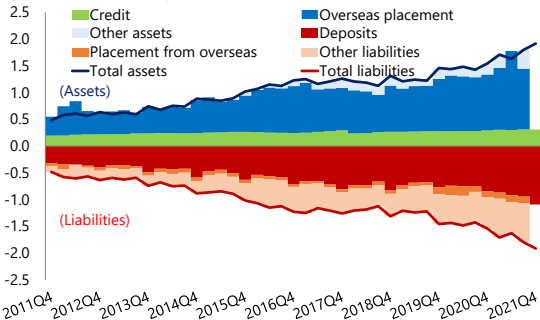 2.5
2.0
1.5
1.0
0.5
0.0
-0.5
-1.0
-1.5
-2.0
-2.5
Credit
Overseas placement
Other assets
Deposits
Placement from overseas
Other liabilities
Total assets
Total liabilities
(Assets)
(Liabilities)
2011Q4
2012Q4
2013Q4
2014Q4
2015Q4
2016Q4
2017Q4
2018Q4
2019Q4
2020Q4
2021Q4